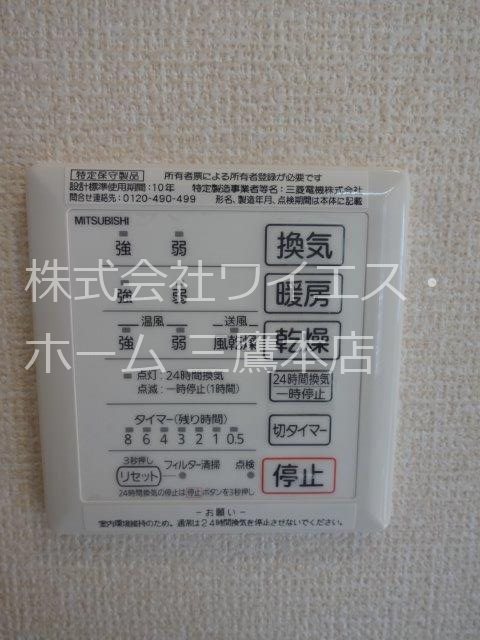 特定保守製品 所有者票による所有者登録が必要です
設計標準使用期間:10年 特定製造事業者等名:三菱電機株式会社
問合せ連絡先:0120-490-499 形名、製造年月、点検期間は本体に記載
MITSUBISHI
強 弱 換気
株式会社ワイエス・
強 弱 暖房
温風 送風
強 弱 風乾燥 乾燥
ホーム 三鷹本店
点灯:24時間換気
点滅:一時停止(1時間)
24時間換気
一時停止
タイマー(残り時間)
8 6 4 3 2 1 0.5
切タイマー
3秒押し
リセット フィルター清掃 点検 停止
24時間換気の停止は停止ボタンを3秒押し
-お願い-
室内環境維持のため、通常は24時間換気を停止させないでください。